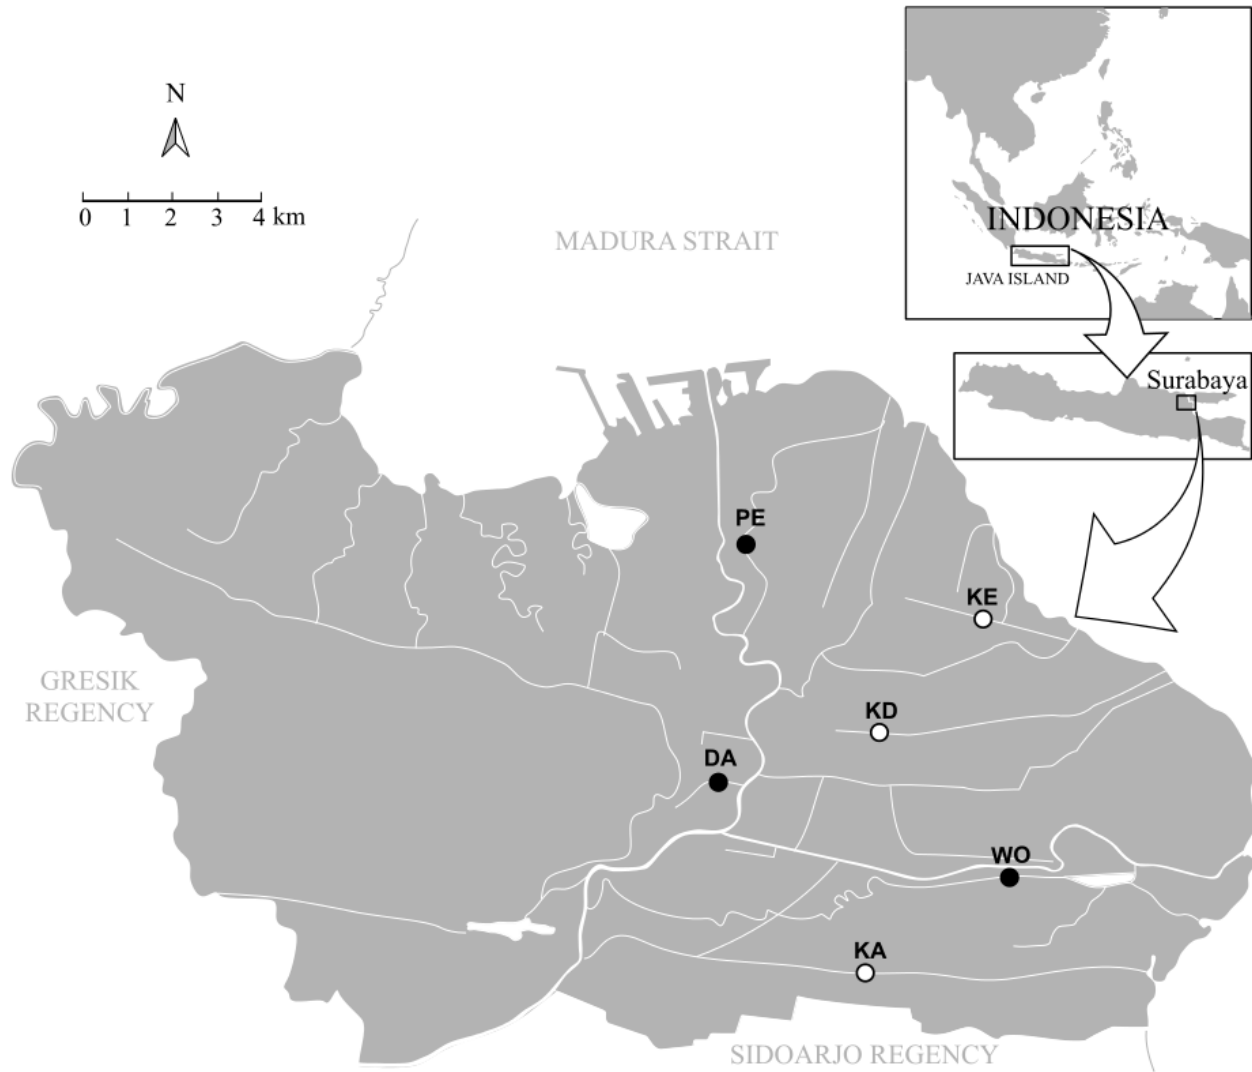 N
0 1 2 3 4 km
MADURA STRAIT
INDONESIA
JAVA ISLAND
Surabaya
PE
KE
GRESIK
REGENCY
KD
DA
WO
KA
SIDOARJO REGENCY